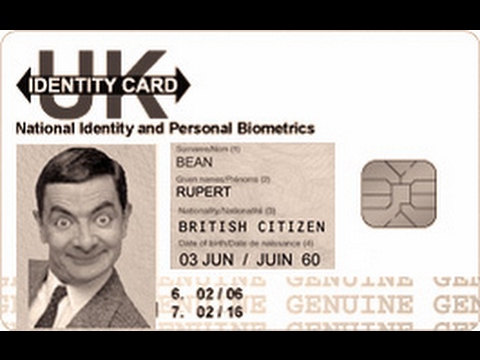 UK
IDENTITY CARD
National Identity and Personal Biometrics
Surname/Nom (1)
BEAN
Given names/Prénoms (2)
RUPERT
Nationality/Nationalité (3)
BRITISH CITIZEN
Date of birth/Date de naissance (4)
03 JUN / JUIN 60
GENUINE GENUINE GEN
6. 02 / 06
7. 02 / 16
GENUINE GENUINE